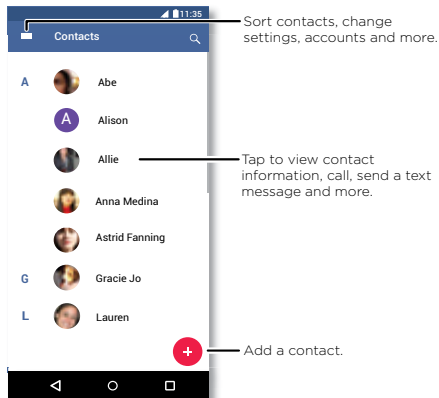 11:35
Contacts
Sort contacts, change
settings, accounts and more.
A
Abe
A
Alison
Allie
Tap to view contact
information, call, send a text
message and more.
Anna Medina
Astrid Fanning
G
Gracie Jo
L
Lauren
+
Add a contact.